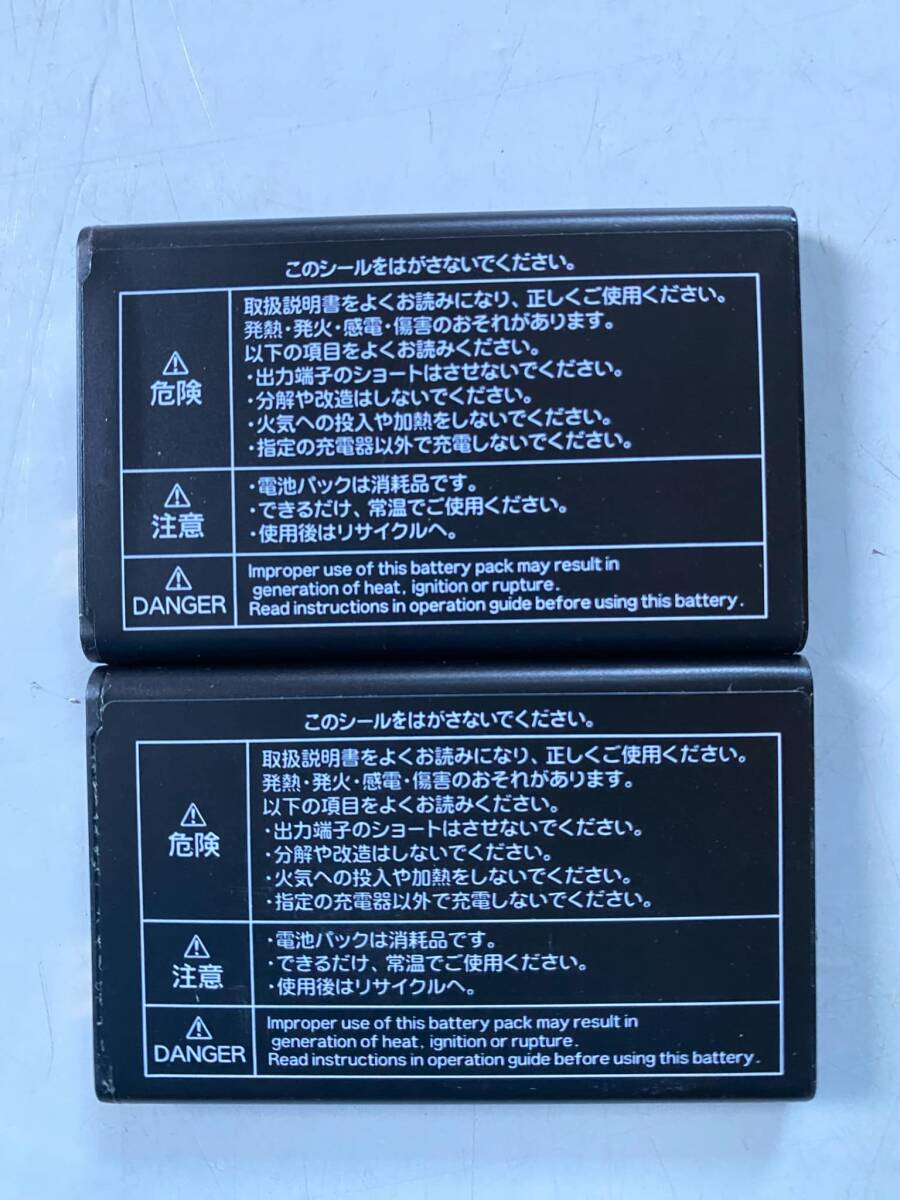 このシールをはがさないでください。
⚠
危険
取扱説明書をよくお読みになり、正しくご使用ください。
発熱・発火・感電・傷害のおそれがあります。
以下の項目をよくお読みください。
・出力端子のショートはさせないでください。
・分解や改造はしないでください。
・火気への投入や加熱をしないでください。
・指定の充電器以外で充電しないでください。
⚠
注意
・電池パックは消耗品です。
・できるだけ、常温でご使用ください。
・使用後はリサイクルへ。
⚠
DANGER
Improper use of this battery pack may result in
generation of heat, ignition or rupture.
Read instructions in operation guide before using this battery.
このシールをはがさないでください。
⚠
危険
取扱説明書をよくお読みになり、正しくご使用ください。
発熱・発火・感電・傷害のおそれがあります。
以下の項目をよくお読みください。
・出力端子のショートはさせないでください。
・分解や改造はしないでください。
・火気への投入や加熱をしないでください。
・指定の充電器以外で充電しないでください。
⚠
注意
・電池パックは消耗品です。
・できるだけ、常温でご使用ください。
・使用後はリサイクルへ。
⚠
DANGER
Improper use of this battery pack may result in
generation of heat, ignition or rupture.
Read instructions in operation guide before using this battery.